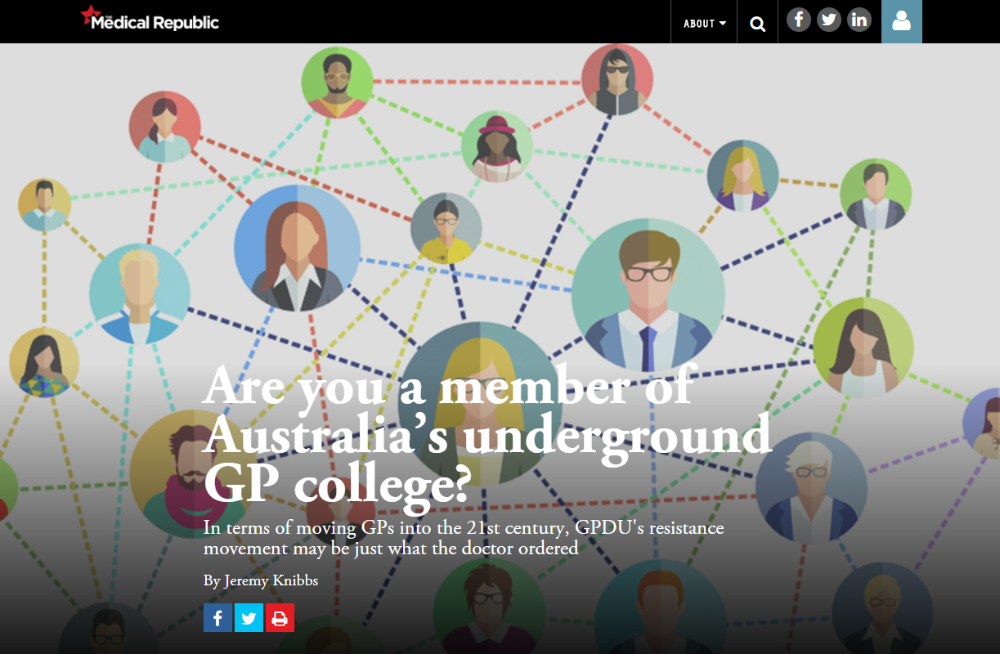 THE
Medical Republic
ABOUT
Are you a member of
Australia's underground
GP college?
In terms of moving GPs into the 21st century, GPDU's resistance
movement may be just what the doctor ordered
By Jeremy Knibbs